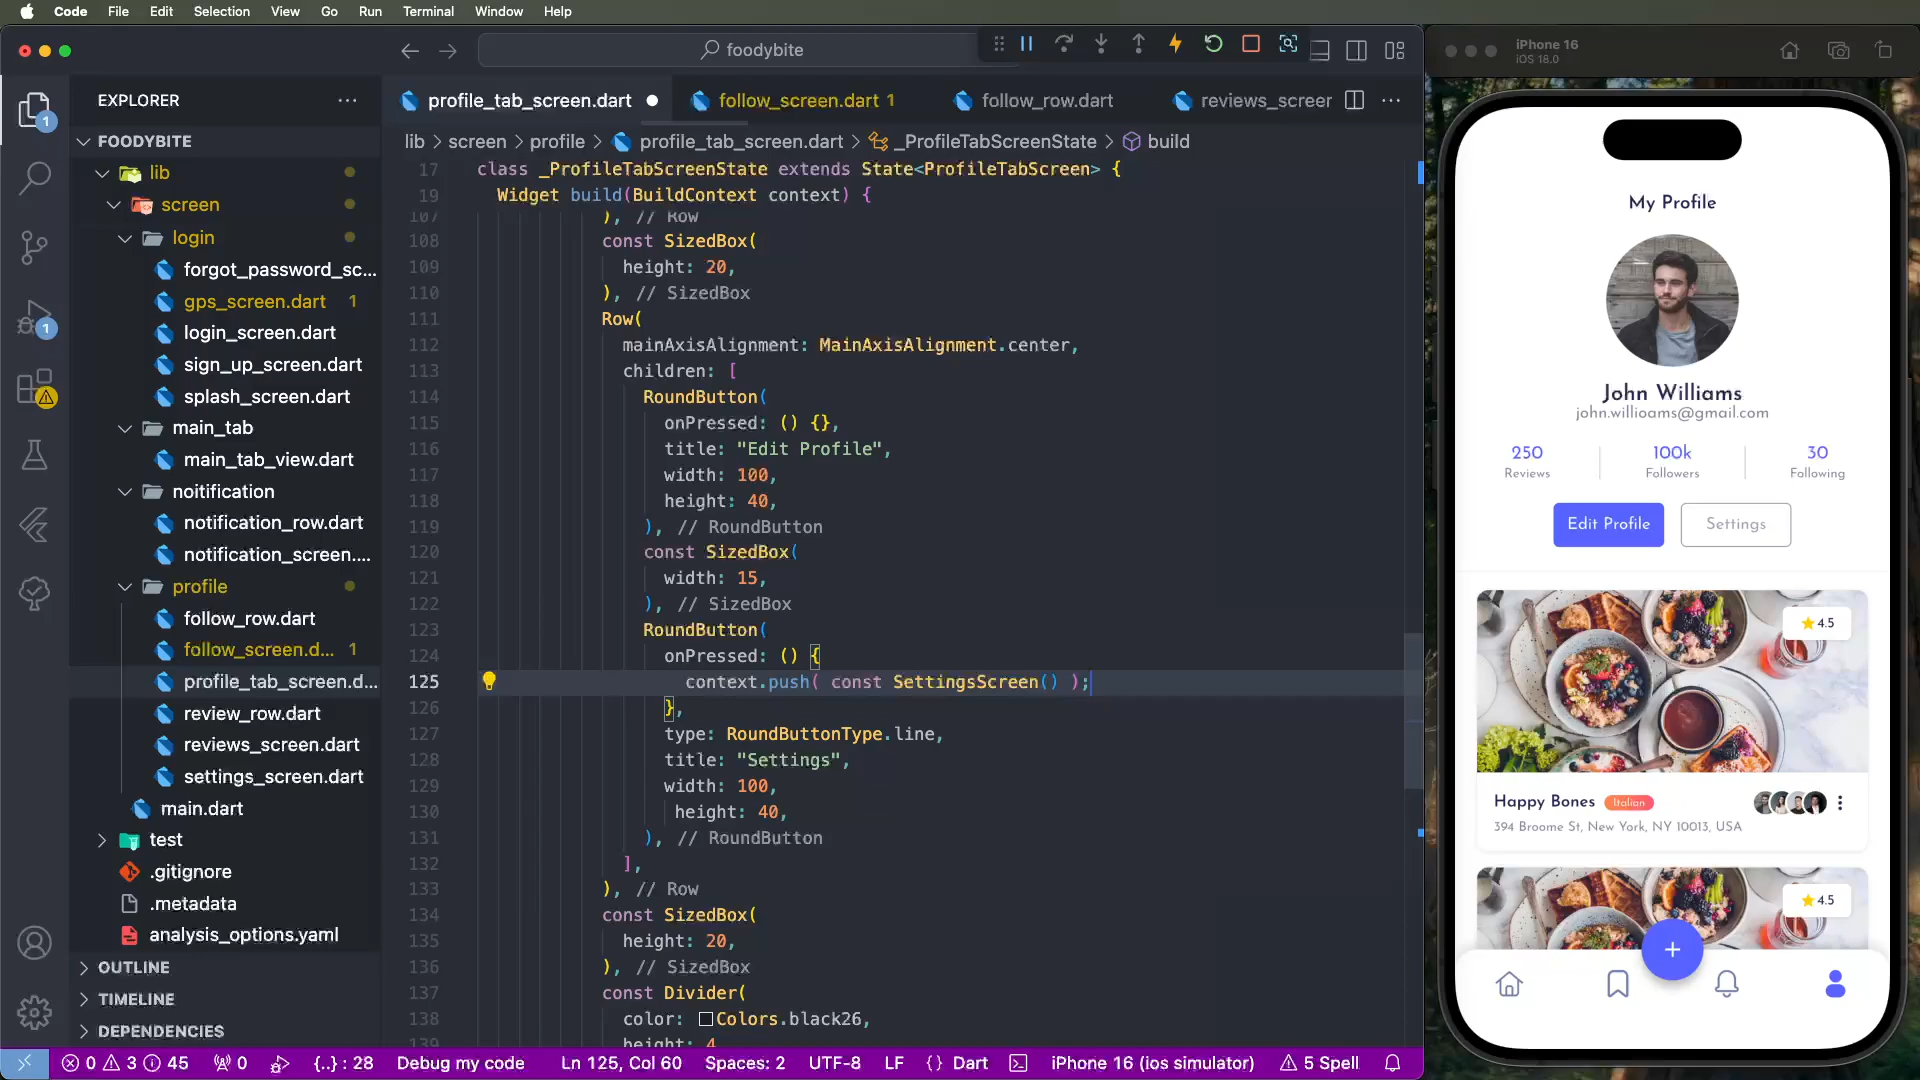 Code File Edit Selection View Go Run Terminal Window Help
foodybite
iPhone 16
iOS 18.0
EXPLORER
profile_tab_screen.dart
follow_screen.dart 1
follow_row.dart
reviews_screer
FOODYBITE
lib > screen > profile > profile_tab_screen.dart > _ProfileTabScreenState > build
lib
screen
login
forgot_password_sc...
gps_screen.dart 1
login_screen.dart
sign_up_screen.dart
splash_screen.dart
main_tab
main_tab_view.dart
noitification
notification_row.dart
notification_screen....
profile
follow_row.dart
follow_screen.d... 1
profile_tab_screen.d...
review_row.dart
reviews_screen.dart
settings_screen.dart
main.dart
test
.gitignore
.metadata
analysis_options.yaml
OUTLINE
TIMELINE
DEPENDENCIES
1
1
17 class _ProfileTabScreenState extends State<ProfileTabScreen> {
19 Widget build(BuildContext context) {
107 ), // Row
108 const SizedBox(
109 height: 20,
110 ), // SizedBox
111 Row(
112 mainAxisAlignment: MainAxisAlignment.center,
113 children: [
114 RoundButton(
115 onPressed: () {},
116 title: "Edit Profile",
117 width: 100,
118 height: 40,
119 ), // RoundButton
120 const SizedBox(
121 width: 15,
122 ), // SizedBox
123 RoundButton(
124 onPressed: () {
125 context.push( const SettingsScreen() );
126 },
127 type: RoundButtonType.line,
128 title: "Settings",
129 width: 100,
130 height: 40,
131 ), // RoundButton
132 ],
133 ), // Row
134 const SizedBox(
135 height: 20,
136 ), // SizedBox
137 const Divider(
138 color: Colors.black26,
139 height 4
0 3 45 0 {..} : 28 Debug my code Ln 125, Col 60 Spaces: 2 UTF-8 LF {} Dart iPhone 16 (ios simulator) 5 Spell
My Profile
John Williams
john.willioams@gmail.com
250 100k 30
Reviews Followers Following
Edit Profile Settings
4.5
Happy Bones Italian
394 Broome St, New York, NY 10013, USA
4.5
+